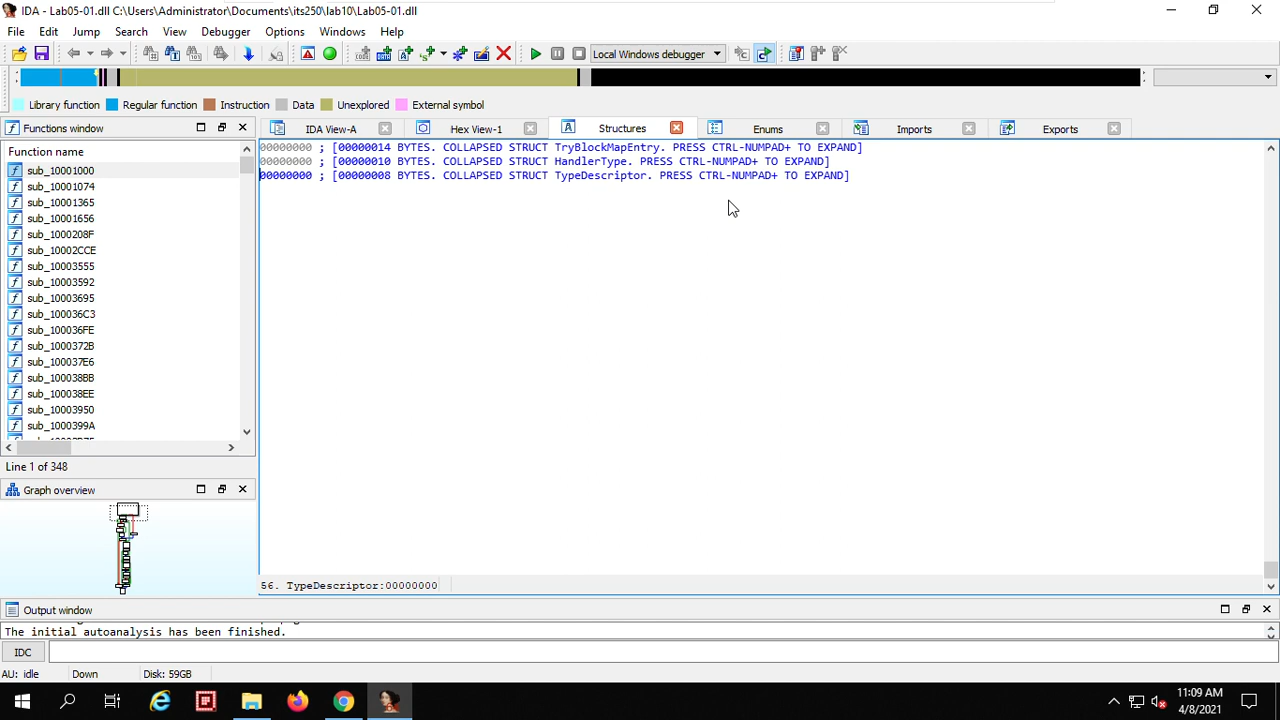 IDA - Lab05-01.dll C:\Users\Administrator\Documents\its250\lab10\Lab05-01.dll
File Edit Jump Search View Debugger Options Windows Help
Local Windows debugger
Library function Regular function Instruction Data Unexplored External symbol
Functions window
IDA View-A Hex View-1 Structures Enums Imports Exports
Function name
sub_10001000
sub_10001074
sub_10001365
sub_10001656
sub_1000208F
sub_10002CCE
sub_10003555
sub_10003592
sub_10003695
sub_100036C3
sub_100036FE
sub_1000372B
sub_100037E6
sub_100038BB
sub_100038EE
sub_10003950
sub_1000399A
Line 1 of 348
00000000 ; [00000014 BYTES. COLLAPSED STRUCT TryBlockMapEntry. PRESS CTRL-NUMPAD+ TO EXPAND]
00000000 ; [00000010 BYTES. COLLAPSED STRUCT HandlerType. PRESS CTRL-NUMPAD+ TO EXPAND]
00000000 ; [00000008 BYTES. COLLAPSED STRUCT TypeDescriptor. PRESS CTRL-NUMPAD+ TO EXPAND]
Graph overview
56. TypeDescriptor:00000000
Output window
The initial autoanalysis has been finished.
IDC
AU: idle Down Disk: 59GB
11:09 AM
4/8/2021